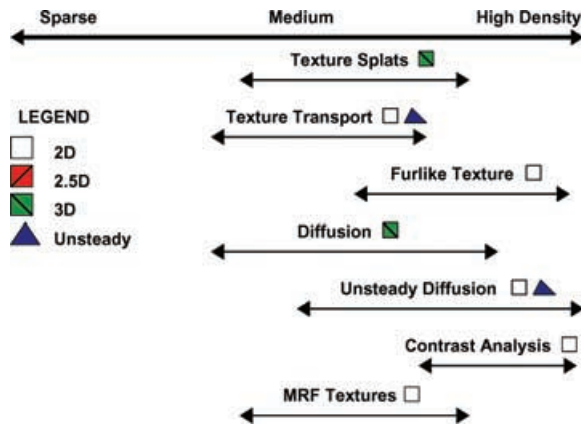 Sparse Medium High Density
Texture Splats
LEGEND
Texture Transport
2D
Furlike Texture
2.5D
3D
Diffusion
Unsteady
Unsteady Diffusion
Contrast Analysis
MRF Textures